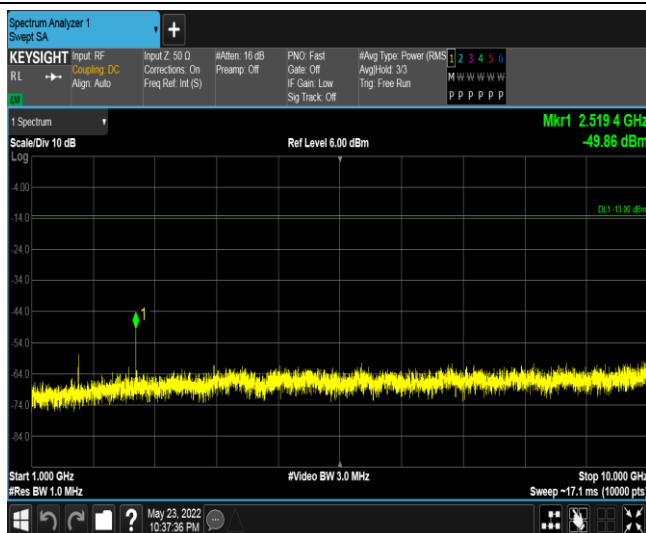 Spectrum Analyzer 1
Swept SA
KEYSIGHT
RL
Input: RF
Coupling: DC
Align: Auto
Input Z: 50 Ω
Corrections: On
Freq Ref: Int (S)
#Atten: 16 dB
Preamp: Off
PNO: Fast
Gate: Off
IF Gain: Low
Sig Track: Off
#Avg Type: Power (RMS
Avg|Hold: 3/3
Trig: Free Run
1 2 3 4 5 6
M W W W W W
P P P P P P
1 Spectrum
Mkr1 2.519 4 GHz
Scale/Div 10 dB
Ref Level 6.00 dBm
-49.86 dBm
Log
-4.00
DL1 -13.00 dBm
-14.0
-24.0
-34.0
-44.0
1
-54.0
-64.0
-74.0
-84.0
Start 1.000 GHz
#Video BW 3.0 MHz
Stop 10.000 GHz
#Res BW 1.0 MHz
Sweep ~17.1 ms (10000 pts)
May 23, 2022
10:37:36 PM